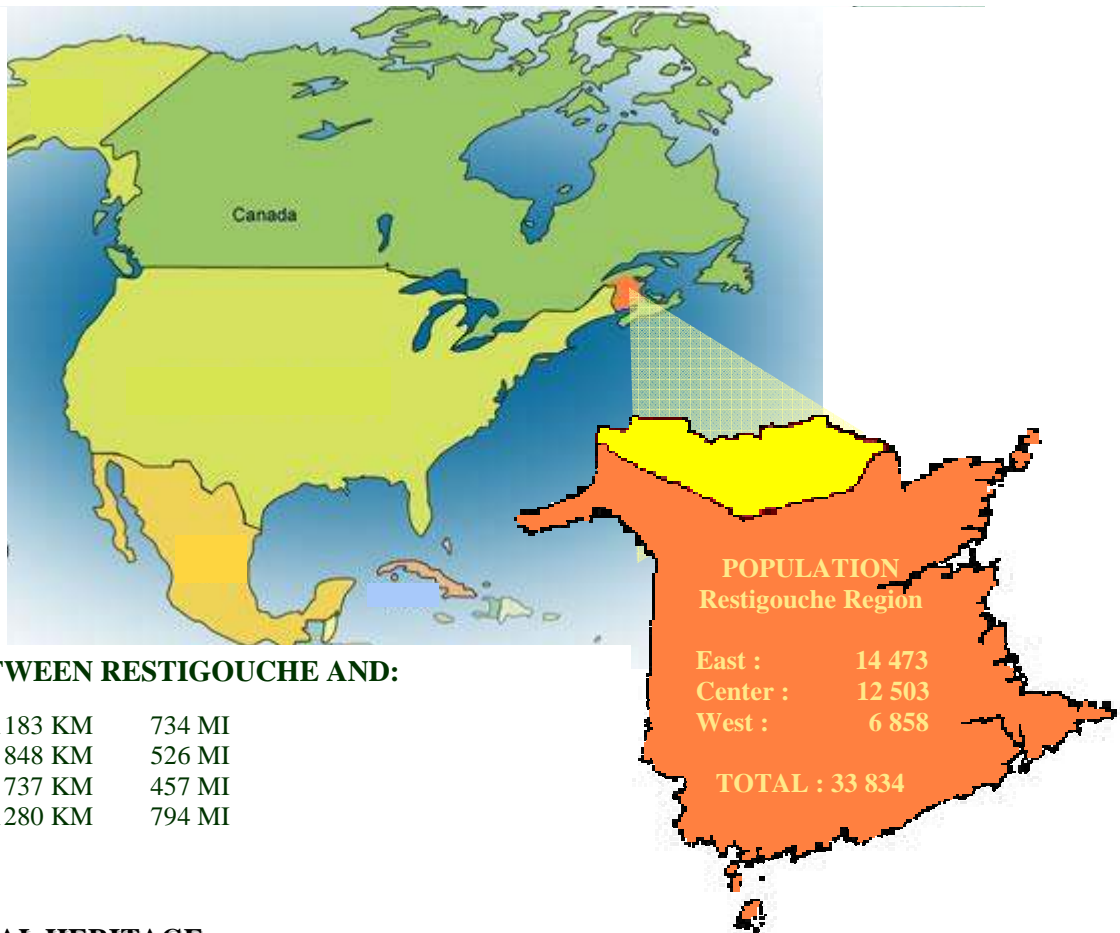 Canada
POPULATION
Restigouche Region
East : 14 473
Center : 12 503
West : 6 858
TOTAL : 33 834
RESTIGOUCHE AND:
183 KM 734 MI
848 KM 526 MI
737 KM 457 MI
280 KM 794 MI
HERITAGE